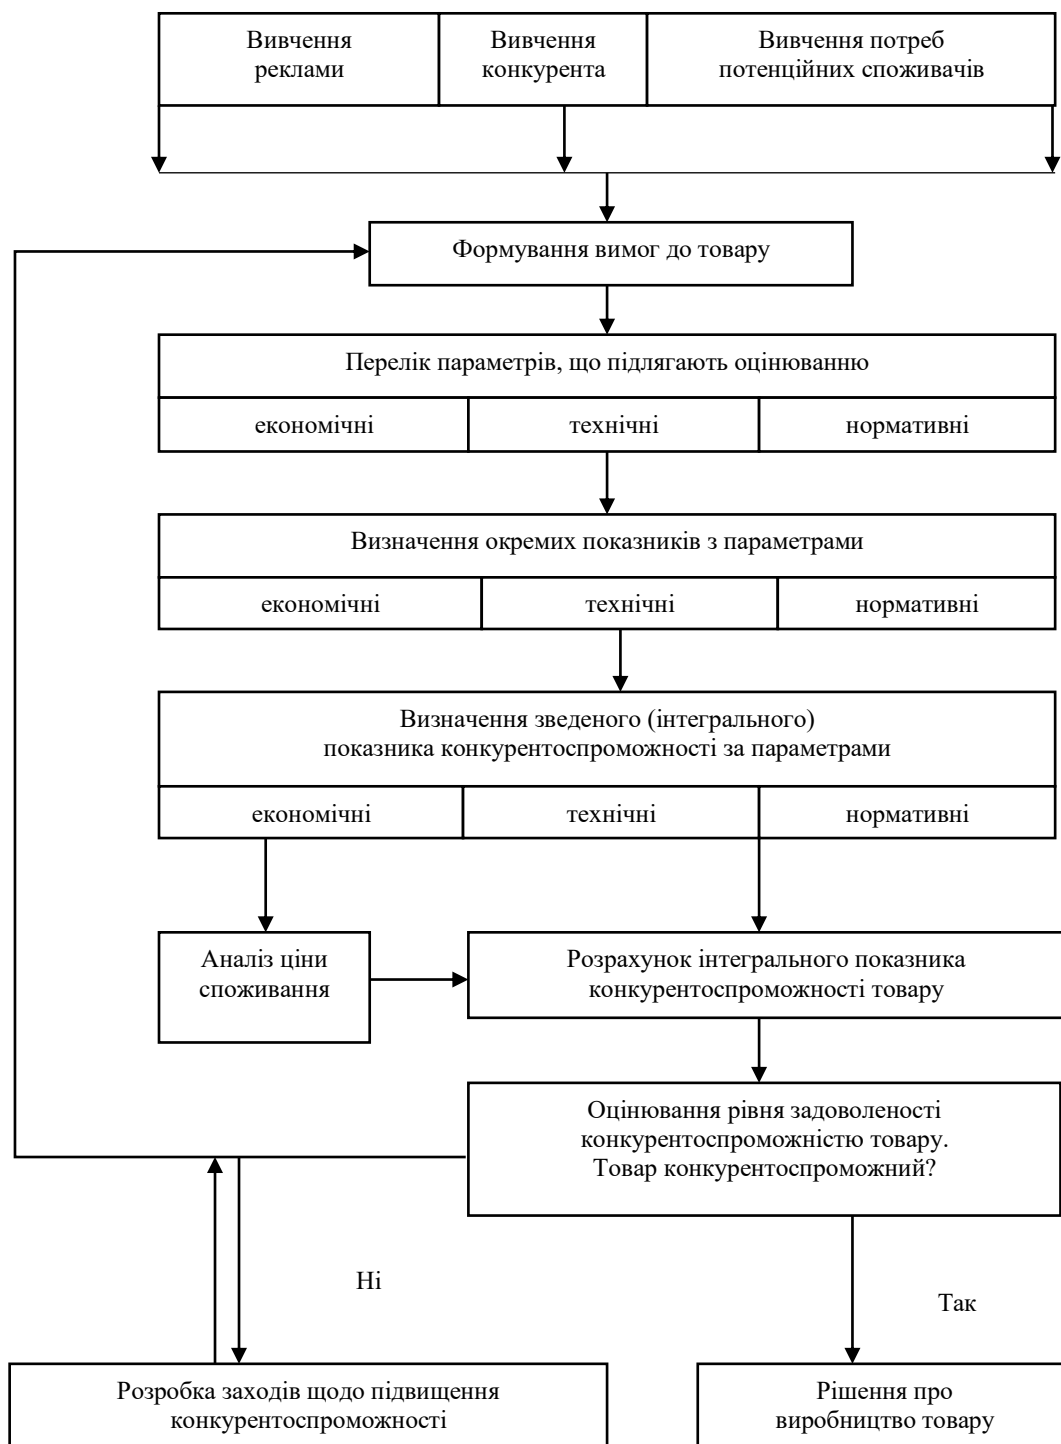 Вивчення
реклами
Вивчення
конкурента
Вивчення потреб
потенційних споживачів
Формування вимог до товару
Перелік параметрів, що підлягають оцінюванню
економічні
технічні
нормативні
Визначення окремих показників з параметрами
економічні
технічні
нормативні
Визначення зведеного (інтегрального)
показника конкурентоспроможності за параметрами
економічні
технічні
нормативні
Аналіз ціни
споживання
Розрахунок інтегрального показника
конкурентоспроможності товару
Оцінювання рівня задоволеності
конкурентоспроможністю товару.
Товар конкурентоспроможний?
Ні
Так
Розробка заходів щодо підвищення
конкурентоспроможності
Рішення про
виробництво товару